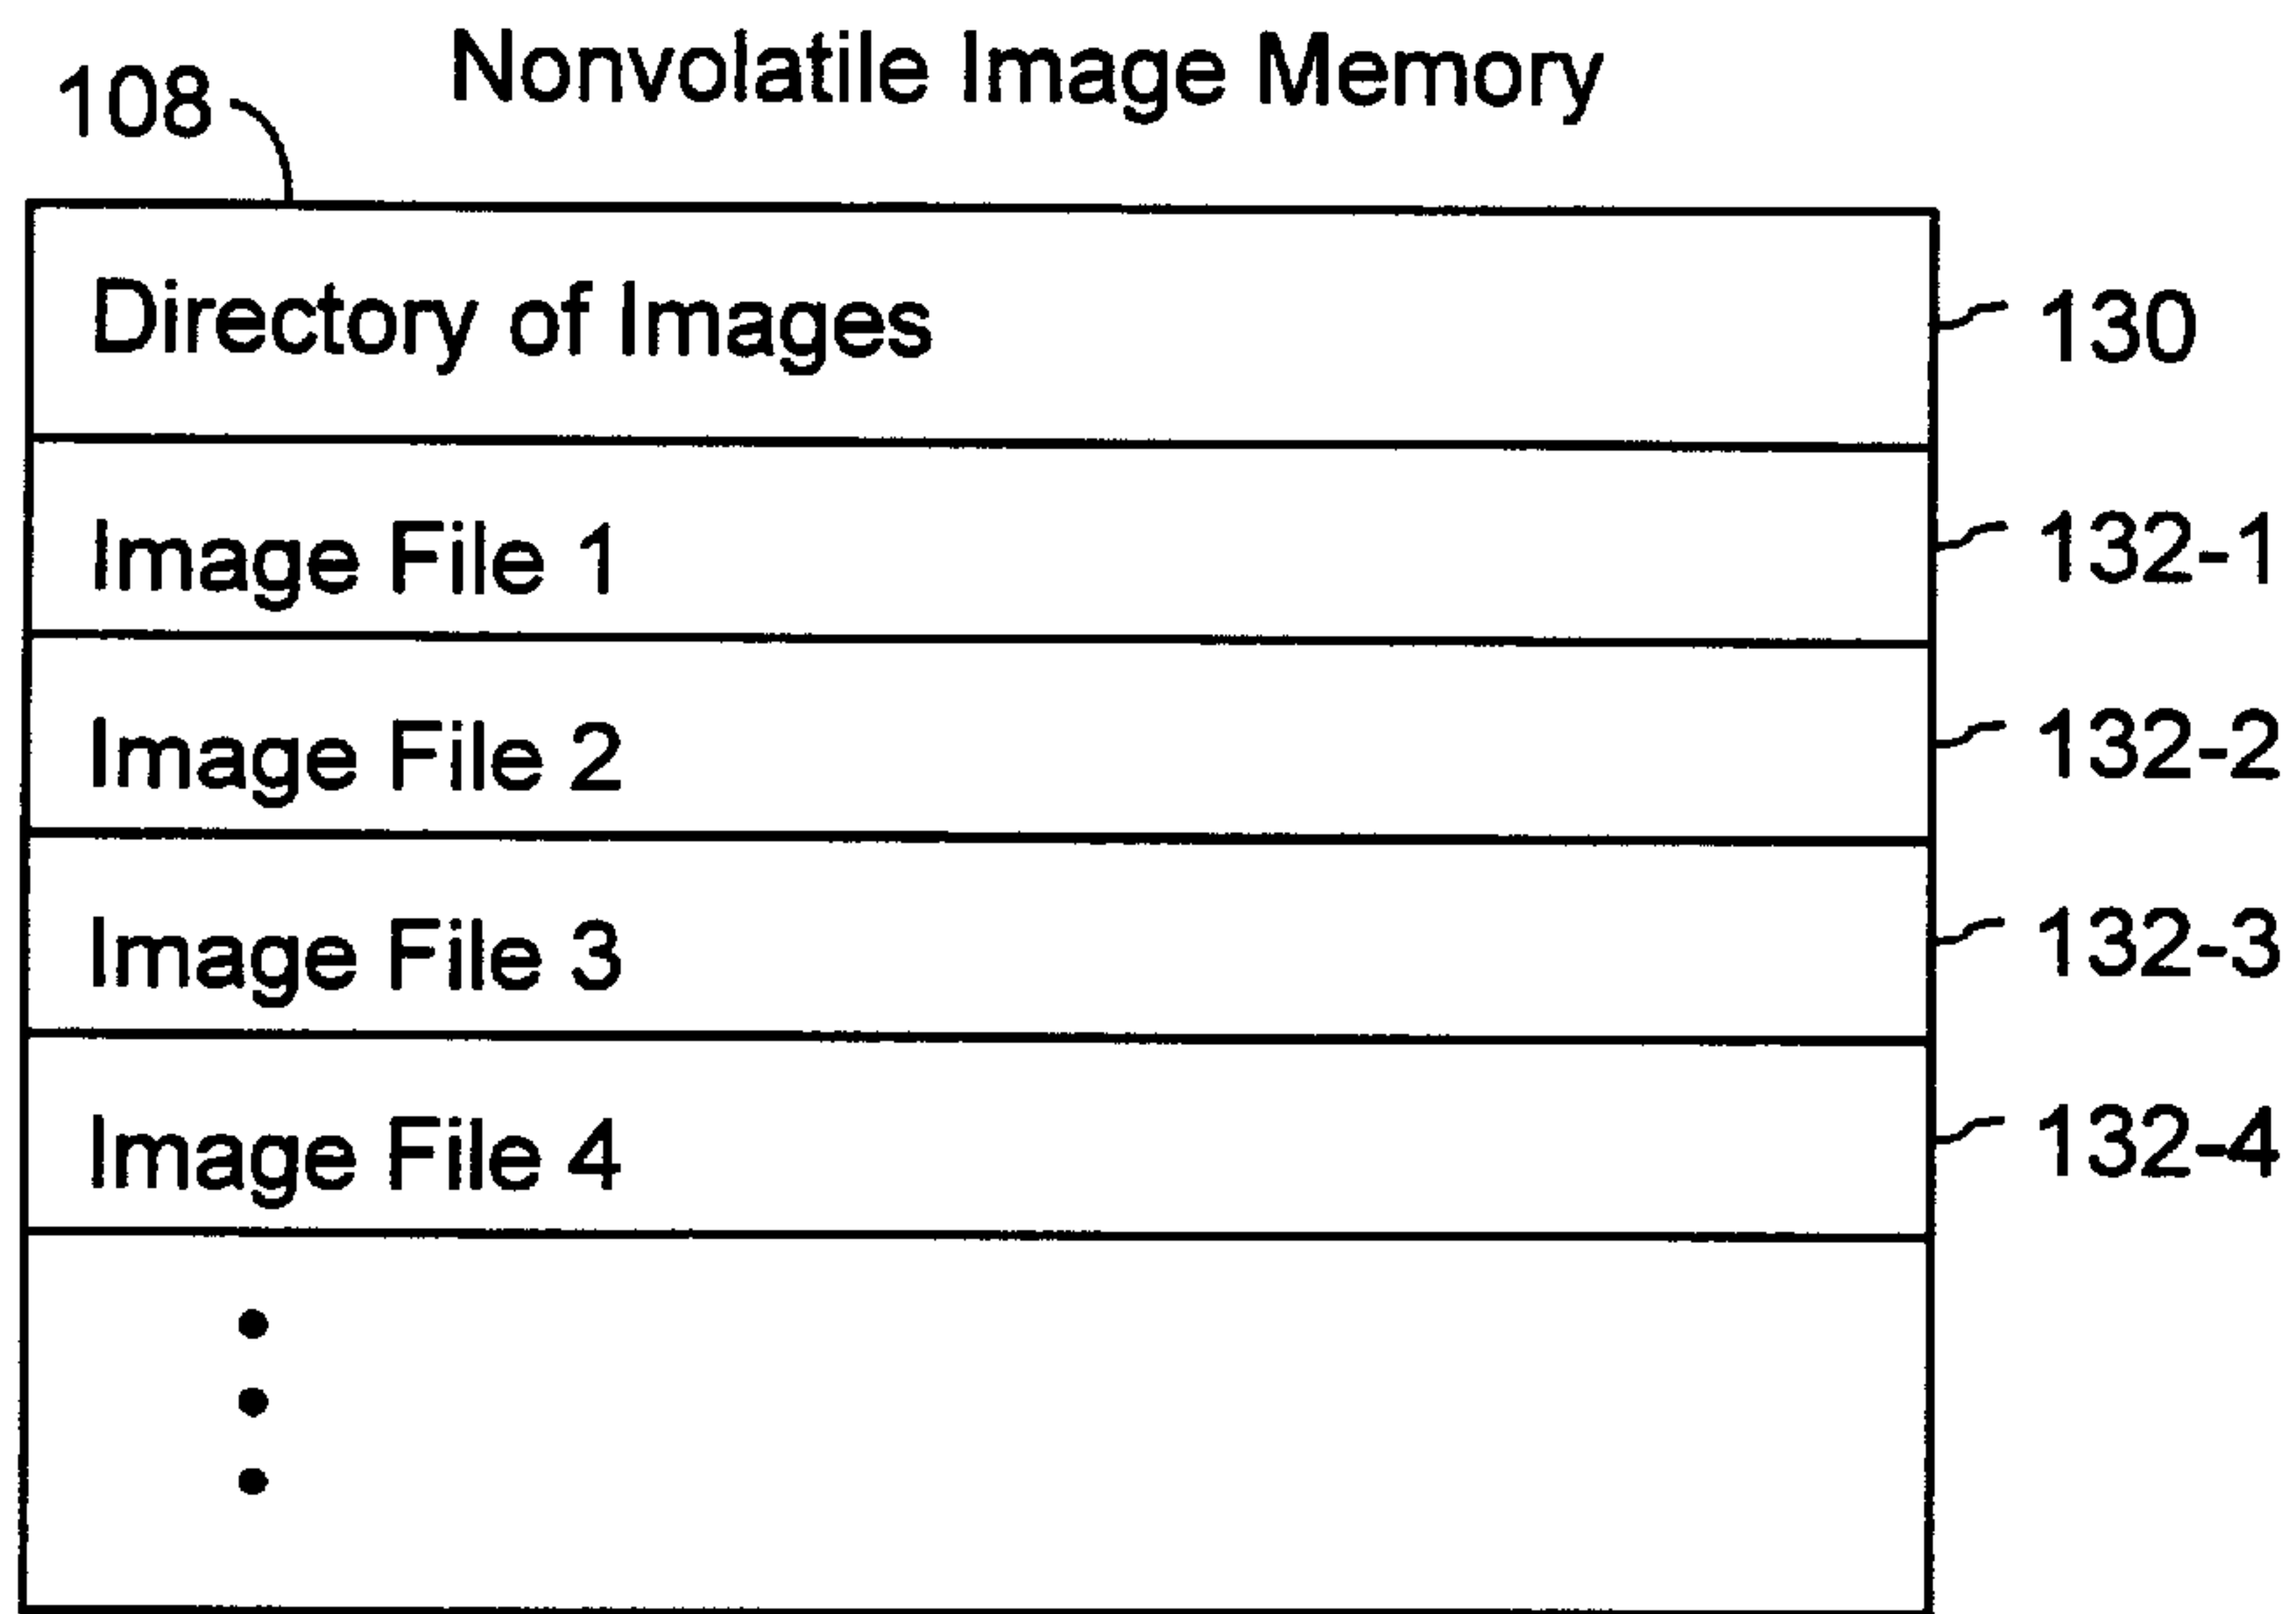 Nonvolatile Image Memory
108
Directory of Images 130
Image File 1 132-1
Image File 2 132-2
Image File 3 132-3
Image File 4 132-4